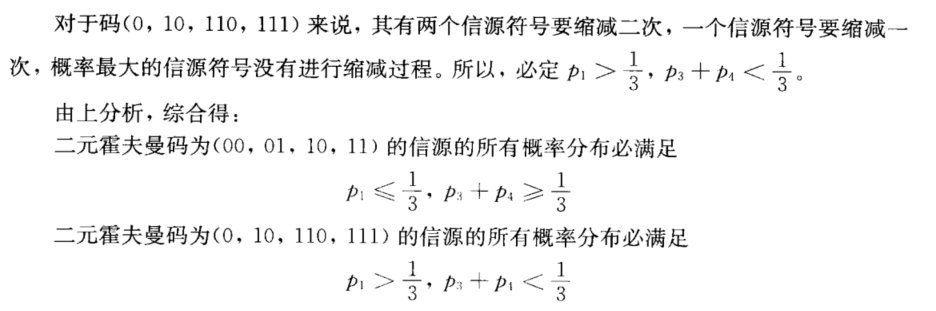 对于码(0, 10, 110, 111)来说，其有两个信源符号要缩减二次，一个信源符号要缩减一
次，概率最大的信源符号没有进行缩减过程。所以，必定 p₁ > 1/3, p₃ + p₄ < 1/3。
由上分析，综合得：
二元霍夫曼码为(00, 01, 10, 11)的信源的所有概率分布必满足
p₁ ≤ 1/3, p₃ + p₄ ≥ 1/3
二元霍夫曼码为(0, 10, 110, 111)的信源的所有概率分布必满足
p₁ > 1/3, p₃ + p₄ < 1/3